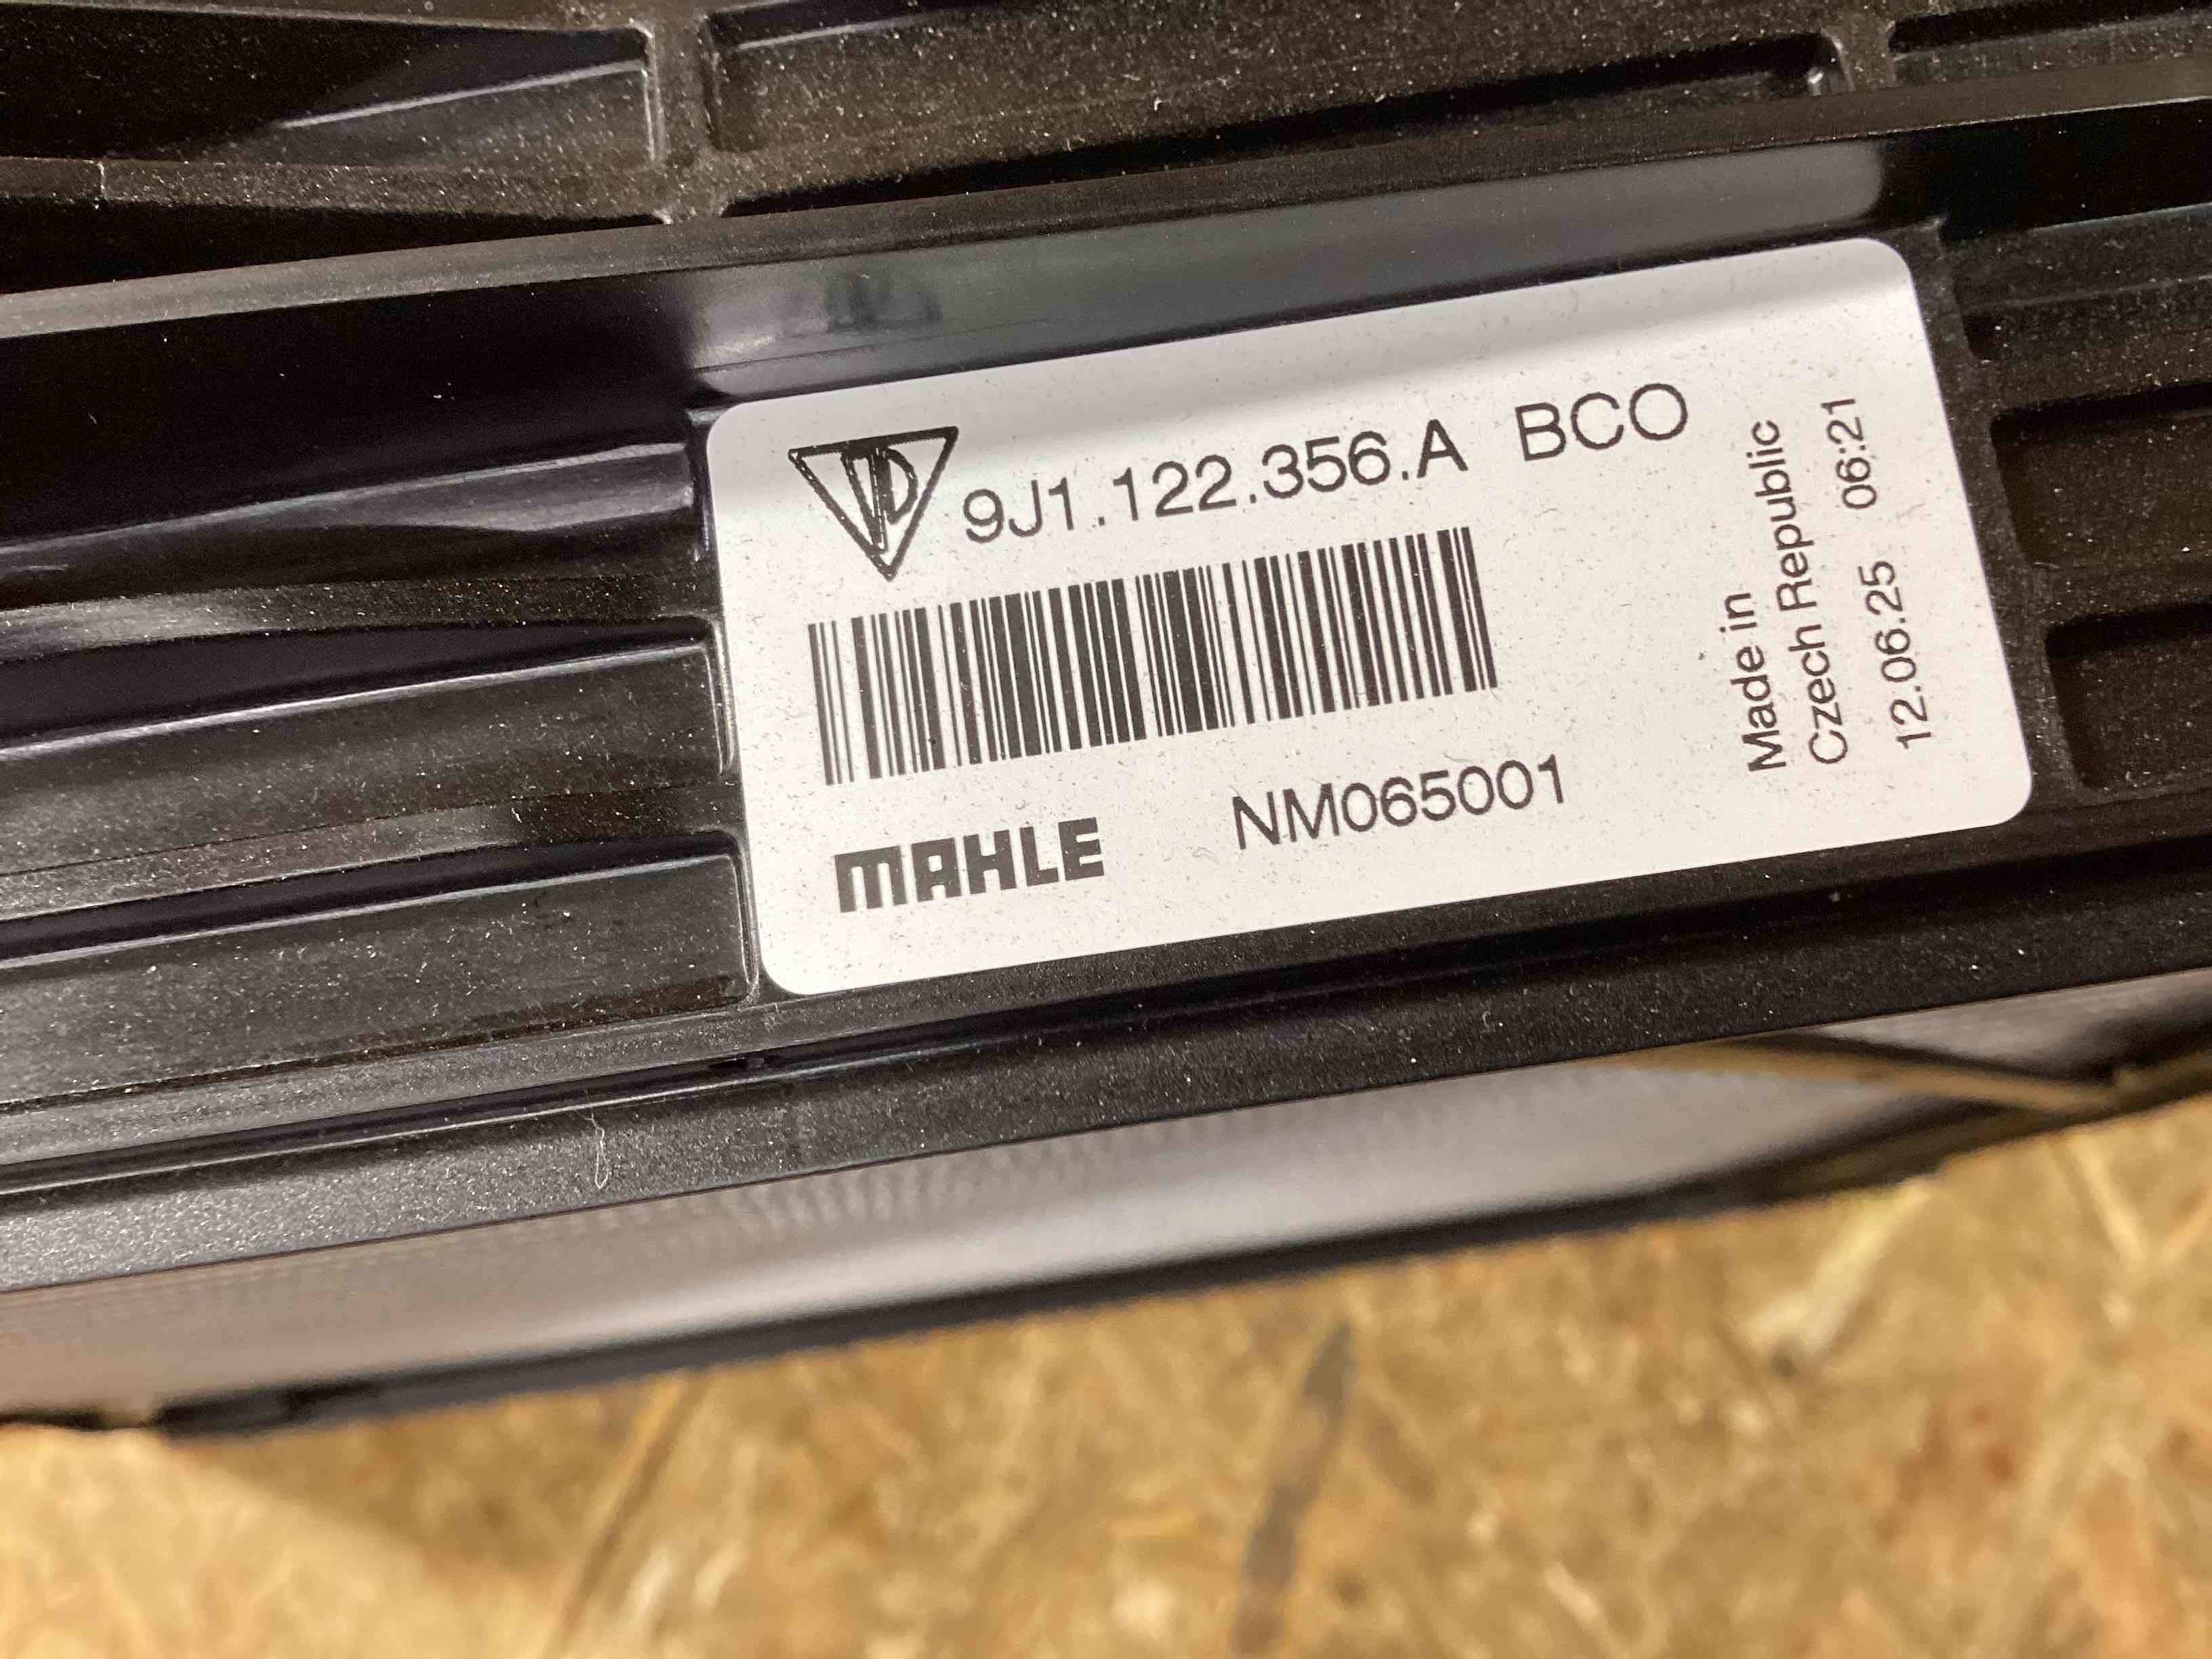 9J1.122.356.A BCO
MAHLE NM065001
Made in
Czech Republic
12.06.25 06:21